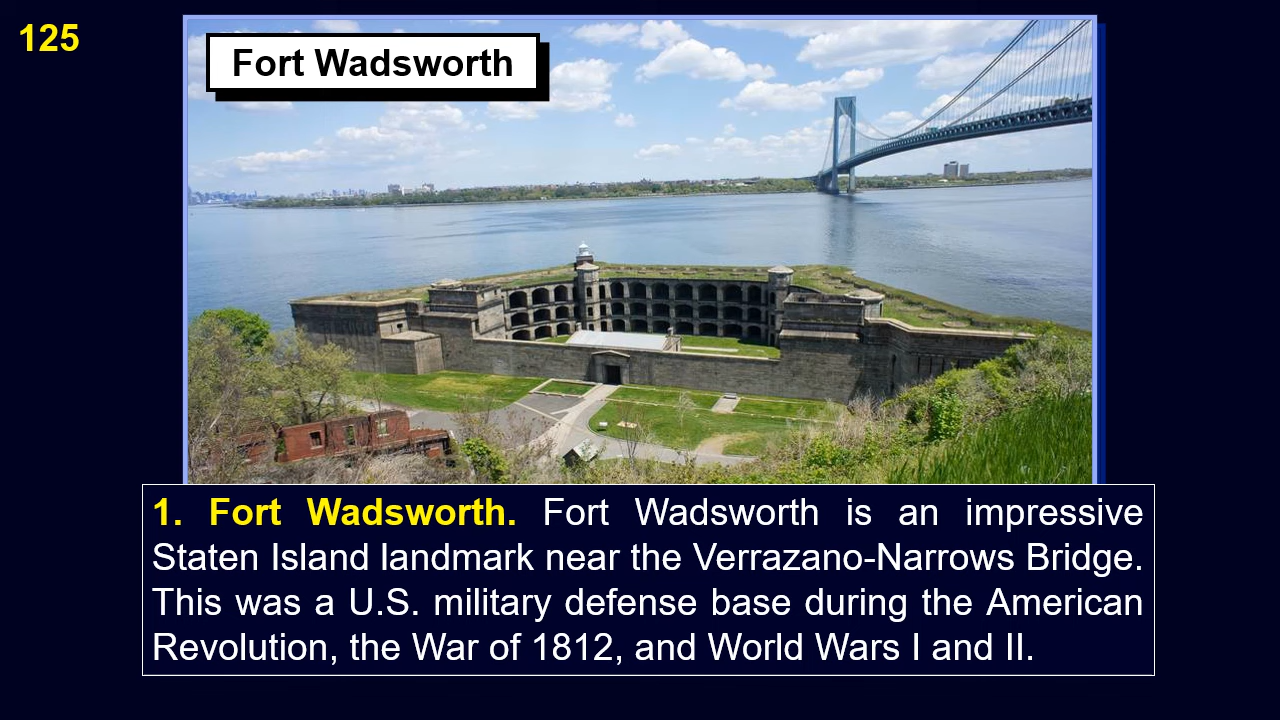 125
Fort Wadsworth
1. Fort Wadsworth. Fort Wadsworth is an impressive
Staten Island landmark near the Verrazano-Narrows Bridge.
This was a U.S. military defense base during the American
Revolution, the War of 1812, and World Wars I and II.